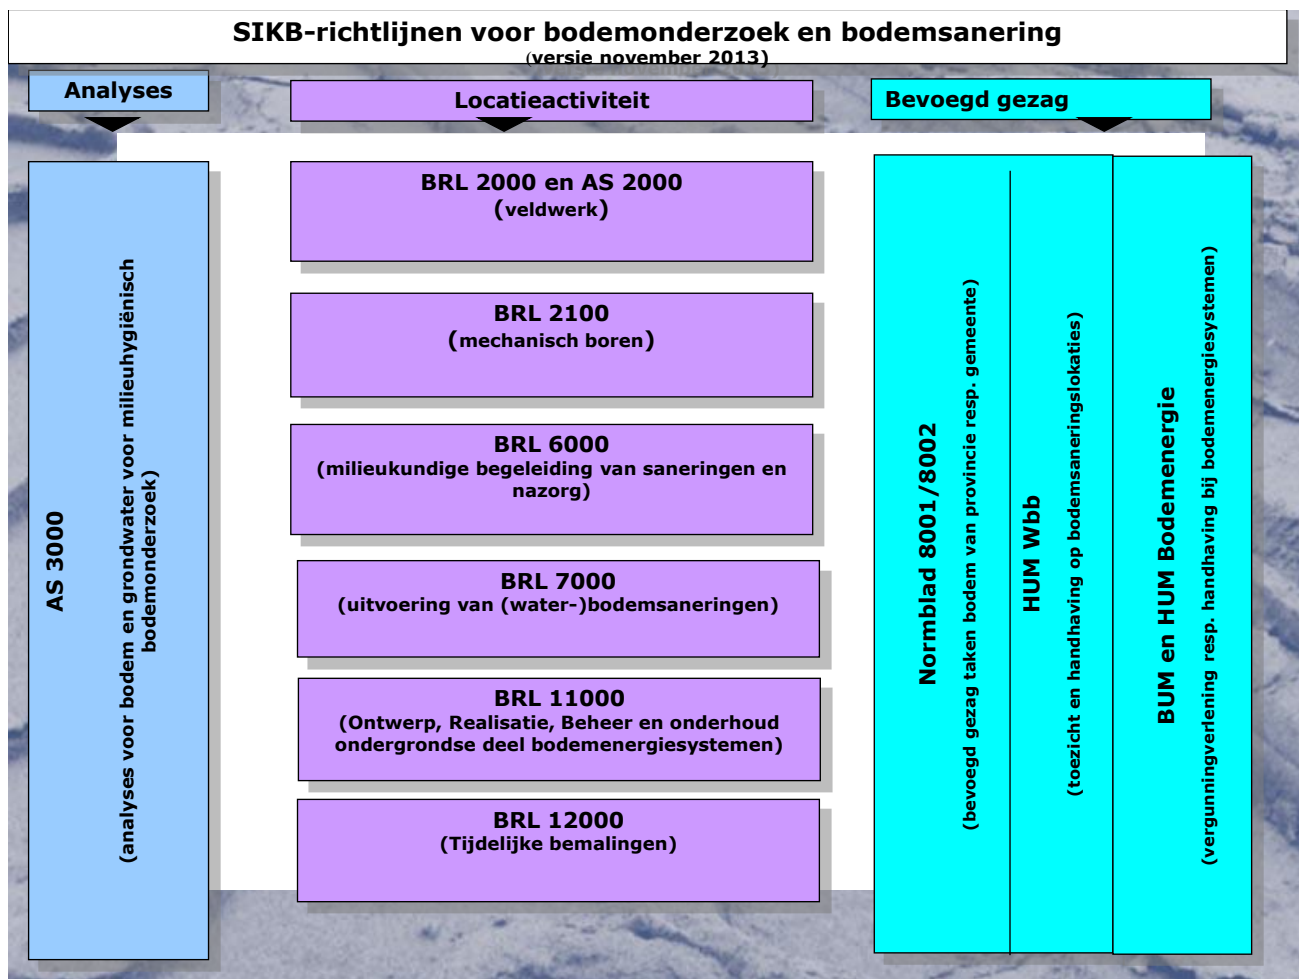 SIKB-richtlijnen voor bodemonderzoek en bodemsanering
(versie november 2013)
Analyses
Locatieactiviteit
Bevoegd gezag
AS 3000
(analyses voor bodem en grondwater voor milieuhygiënisch
bodemonderzoek)
BRL 2000 en AS 2000
(veldwerk)
BRL 2100
(mechanisch boren)
BRL 6000
(milieukundige begeleiding van saneringen en
nazorg)
BRL 7000
(uitvoering van (water-)bodemsaneringen)
BRL 11000
(Ontwerp, Realisatie, Beheer en onderhoud
ondergrondse deel bodemenergiesystemen)
BRL 12000
(Tijdelijke bemalingen)
Normblad 8001/8002
(bevoegd gezag taken bodem van provincie resp. gemeente)
HUM Wbb
(toezicht en handhaving op bodemsaneringslokaties)
BUM en HUM Bodemenergie
(vergunningverlening resp. handhaving bij bodemenergiesystemen)